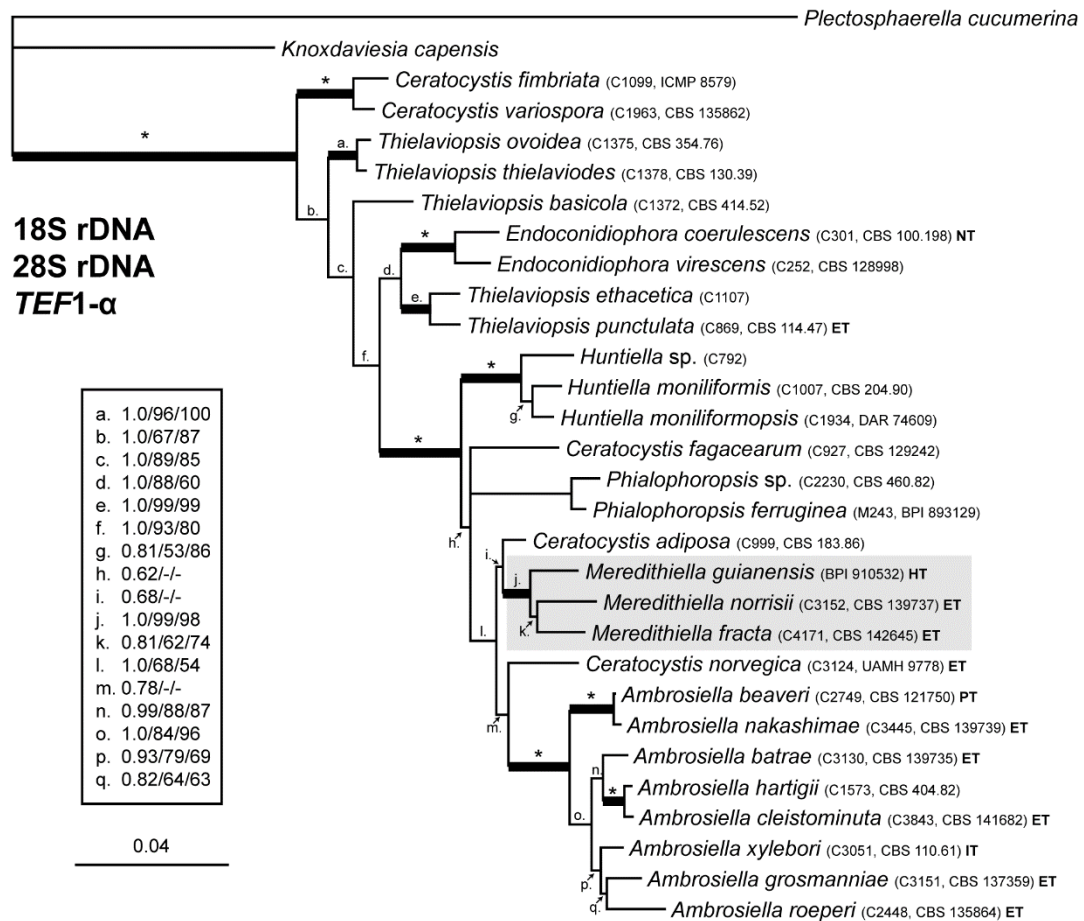 Plectosphaerella cucumerina
Knoxdaviesia capensis
*
Ceratocystis fimbriata (C1099, ICMP 8579)
Ceratocystis variospora (C1963, CBS 135862)
*
a.
Thielaviopsis ovoidea (C1375, CBS 354.76)
Thielaviopsis thielaviodes (C1378, CBS 130.39)
b.
Thielaviopsis basicola (C1372, CBS 414.52)
18S rDNA
28S rDNA
TEF1-α
*
Endoconidiophora coerulescens (C301, CBS 100.198) NT
c.
d.
Endoconidiophora virescens (C252, CBS 128998)
e.
Thielaviopsis ethacetica (C1107)
Thielaviopsis punctulata (C869, CBS 114.47) ET
f.
*
Huntiella sp. (C792)
Huntiella moniliformis (C1007, CBS 204.90)
g.
Huntiella moniliformopsis (C1934, DAR 74609)
*
Ceratocystis fagacearum (C927, CBS 129242)
Phialophoropsis sp. (C2230, CBS 460.82)
Phialophoropsis ferruginea (M243, BPI 893129)
h.
i.
Ceratocystis adiposa (C999, CBS 183.86)
j.
Meredithiella guianensis (BPI 910532) HT
Meredithiella norrisii (C3152, CBS 139737) ET
k.
l.
Meredithiella fracta (C4171, CBS 142645) ET
Ceratocystis norvegica (C3124, UAMH 9778) ET
*
Ambrosiella beaveri (C2749, CBS 121750) PT
m.
Ambrosiella nakashimae (C3445, CBS 139739) ET
*
Ambrosiella batrae (C3130, CBS 139735) ET
n.
*
Ambrosiella hartigii (C1573, CBS 404.82)
o.
Ambrosiella cleistominuta (C3843, CBS 141682) ET
Ambrosiella xylebori (C3051, CBS 110.61) IT
p.
Ambrosiella grosmanniae (C3151, CBS 137359) ET
q.
Ambrosiella roeperi (C2448, CBS 135864) ET
a. 1.0/96/100
b. 1.0/67/87
c. 1.0/89/85
d. 1.0/88/60
e. 1.0/99/99
f. 1.0/93/80
g. 0.81/53/86
h. 0.62/-/-
i. 0.68/-/-
j. 1.0/99/98
k. 0.81/62/74
l. 1.0/68/54
m. 0.78/-/-
n. 0.99/88/87
o. 1.0/84/96
p. 0.93/79/69
q. 0.82/64/63
0.04